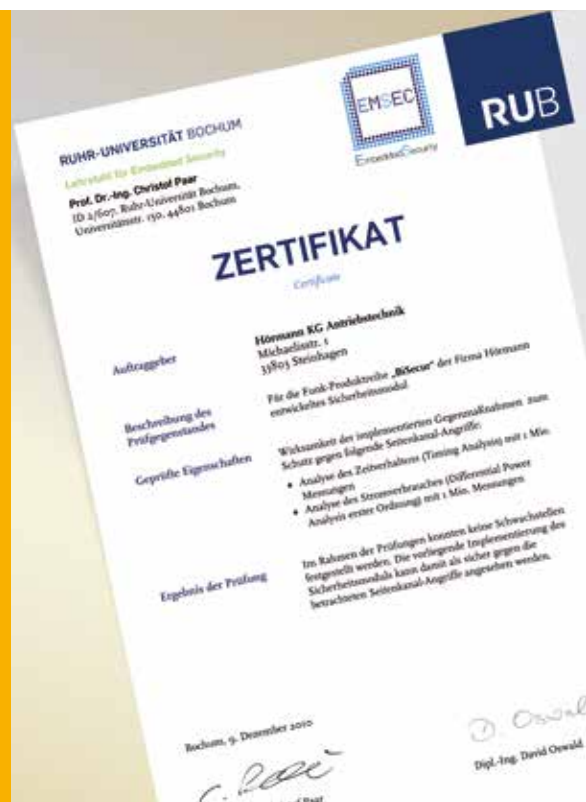 RUHR-UNIVERSITÄT BOCHUM
Lehrstuhl für Embedded Security
Prof. Dr.-Ing. Christof Paar
ID 2/607, Ruhr-Universität Bochum,
Universitätsstr. 150, 44801 Bochum
EMSEC
EmbeddedSecurity
RUB
ZERTIFIKAT
Certificate
Auftraggeber
Hörmann KG Antriebstechnik
Michaelisstr. 1
33803 Steinhagen
Beschreibung des
Prüfgegenstandes
Für die Funk-Produktreihe „BiSecur“ der Firma Hörmann
entwickeltes Sicherheitsmodul
Geprüfte Eigenschaften
Wirksamkeit der implementierten Gegenmaßnahmen zum
Schutz gegen folgende Seitenkanal-Angriffe:
• Analyse des Zeitverhaltens (Timing Analysis) mit 1 Mio.
Messungen
• Analyse des Stromverbrauches (Differential Power
Analysis erster Ordnung) mit 1 Mio. Messungen
Ergebnis der Prüfung
Im Rahmen der Prüfungen konnten keine Schwachstellen
festgestellt werden. Die vorliegende Implementierung des
Sicherheitsmoduls kann damit als sicher gegen die
betrachteten Seitenkanal-Angriffe angesehen werden.
Bochum, 9. Dezember 2010
D. Oswald
Dipl.-Ing. David Oswald
Paar